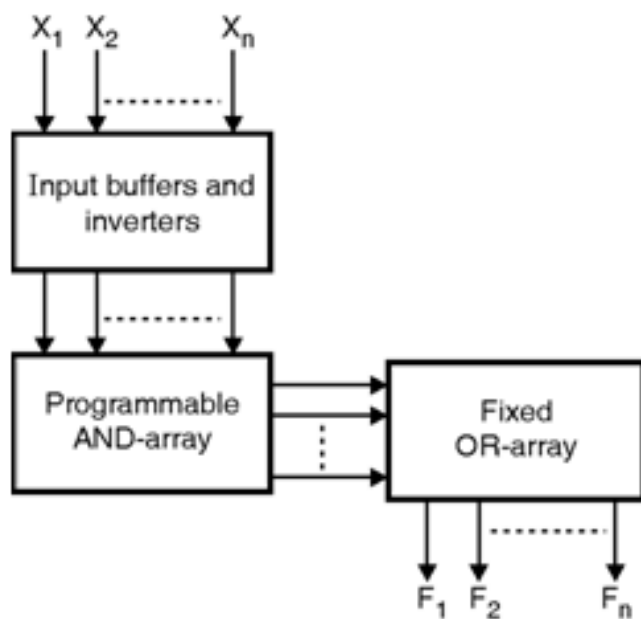 X1 X2 Xn
Input buffers and
inverters
Programmable
AND-array
Fixed
OR-array
F1 F2 Fn